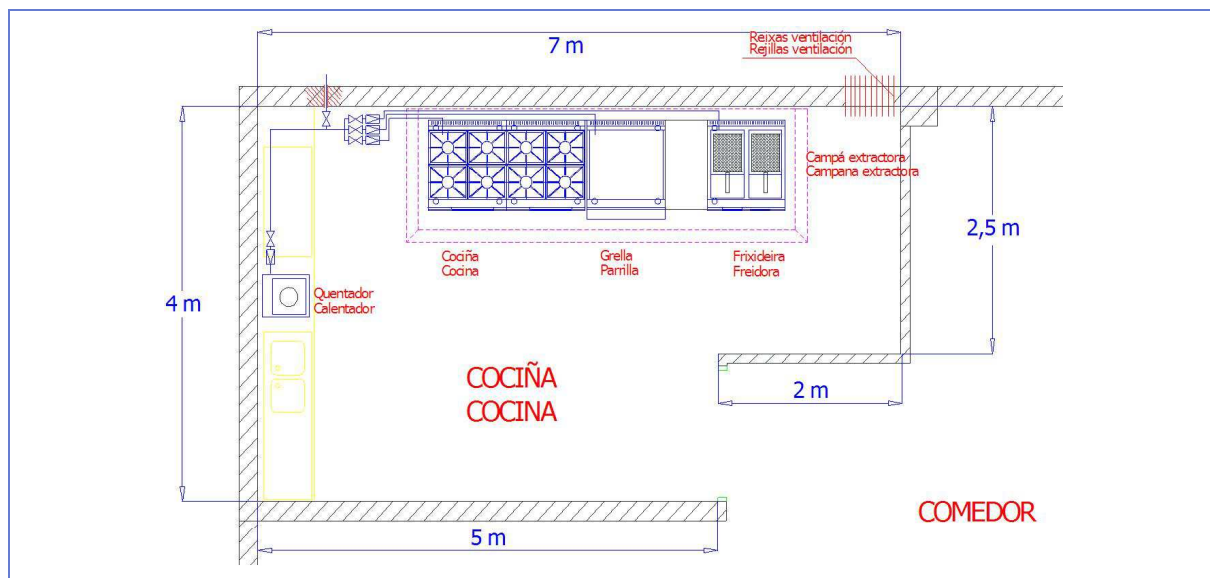 7 m
Reixas ventilación
Rejillas ventilación
Campá extractora
Campana extractora
2,5 m
Cociña
Cocina
Grella
Parrilla
Frixideira
Freidora
Quentador
Calentador
4 m
COCIÑA
COCINA
2 m
COMEDOR
5 m